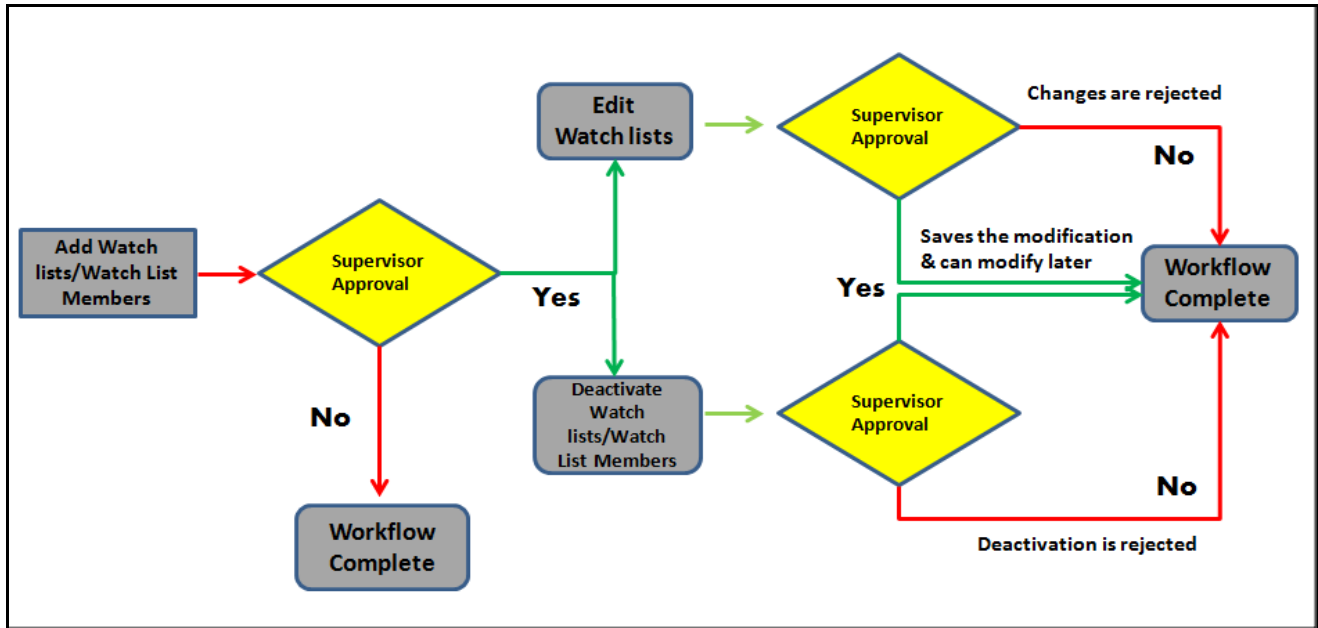 Add Watch
lists/Watch List
Members
Supervisor
Approval
No
Workflow
Complete
Yes
Edit
Watch lists
Deactivate
Watch
lists/Watch
List Members
Supervisor
Approval
Changes are rejected
No
Saves the modification
& can modify later
Yes
Supervisor
Approval
No
Deactivation is rejected
Workflow
Complete